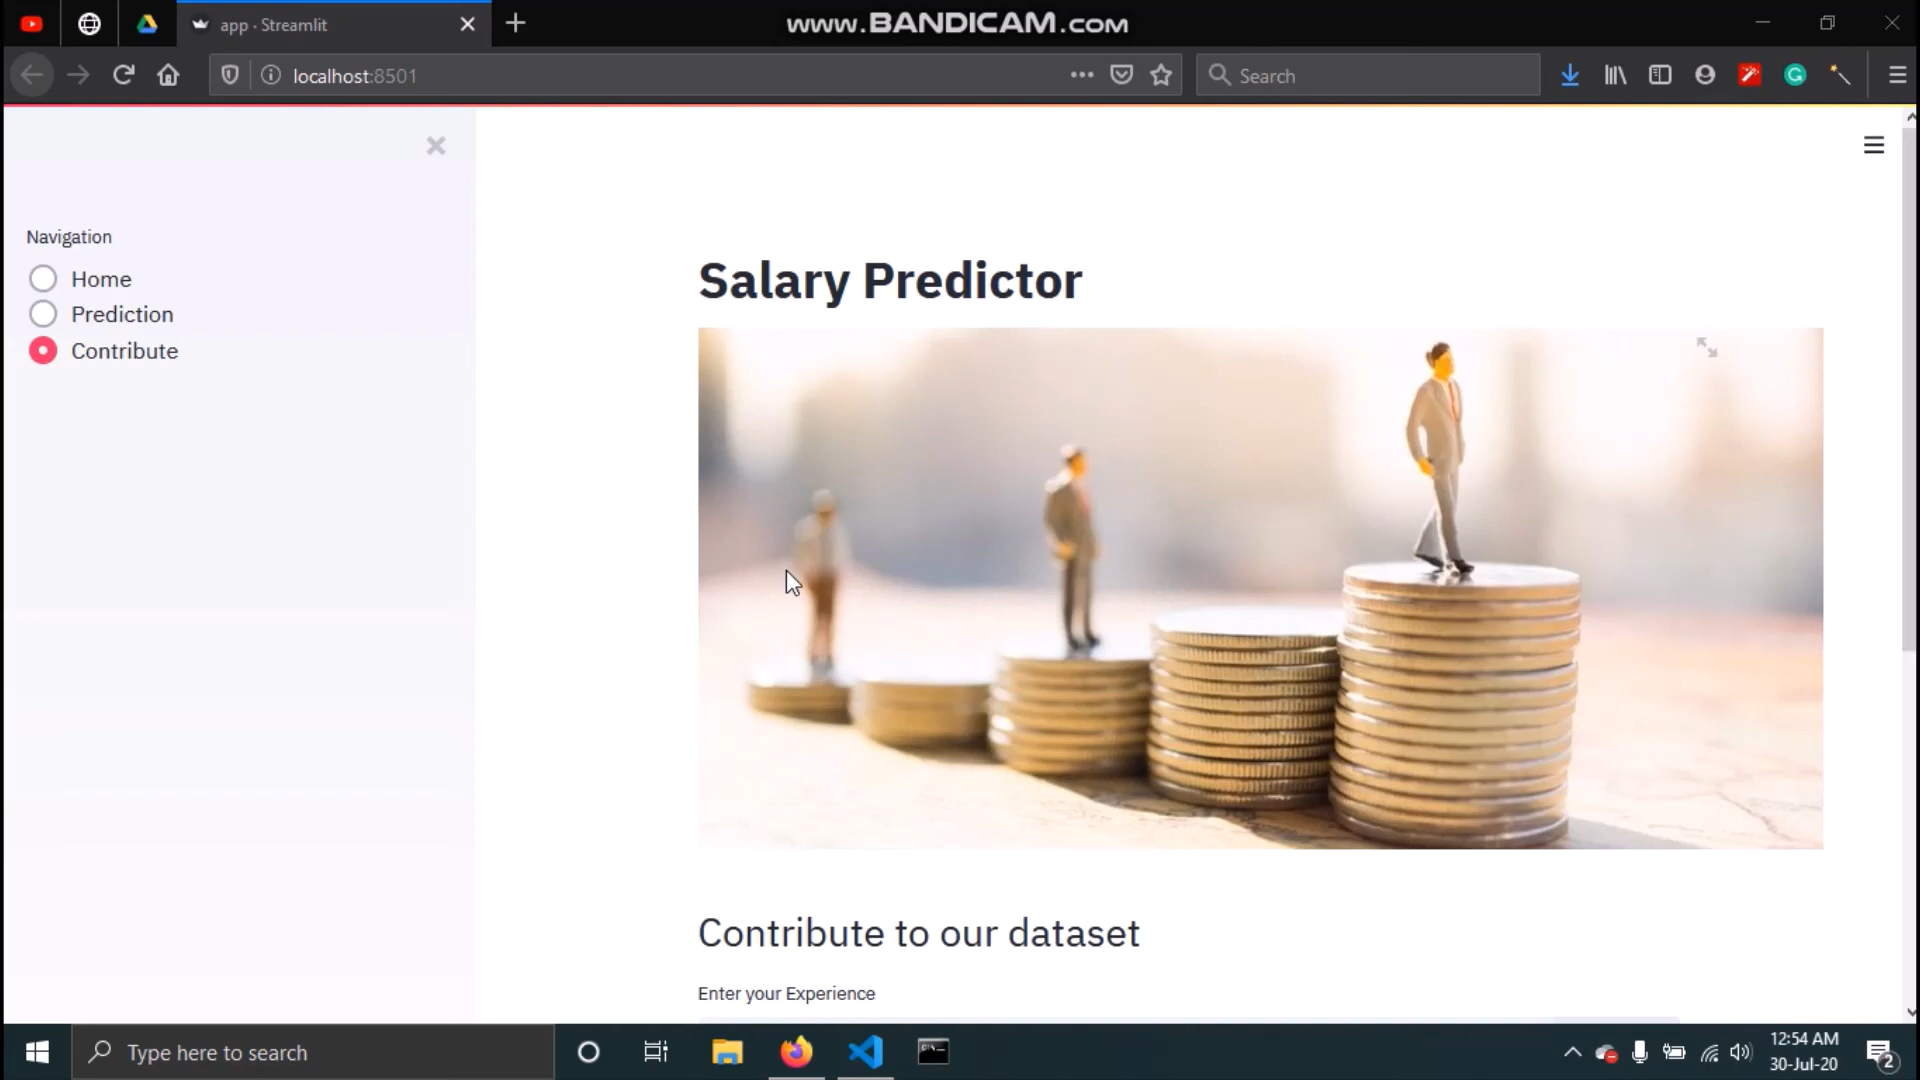 app · Streamlit
www.BANDICAM.com
localhost:8501
Search
Navigation
Home
Prediction
Contribute
Salary Predictor
Contribute to our dataset
Enter your Experience
Type here to search
12:54 AM
30-Jul-20
2